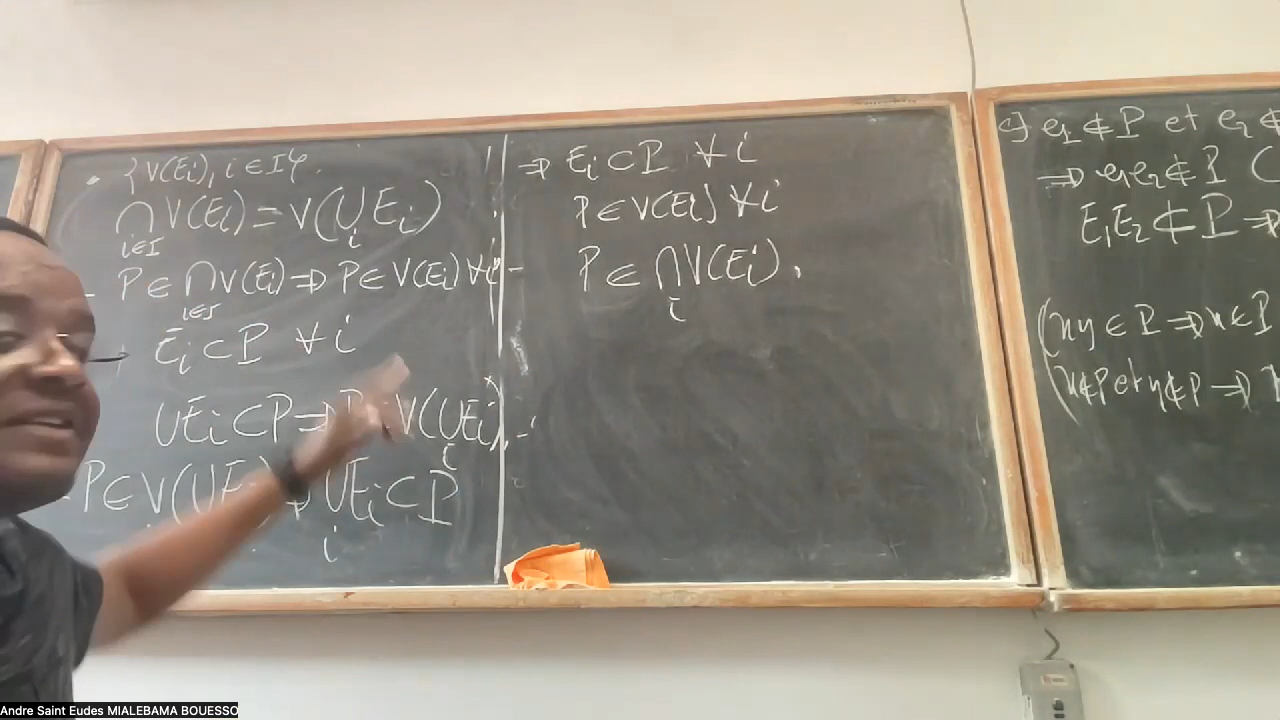 . {V(Ei), i ∈ I}.
⋂ V(Ei) = V(⋃ Ei)
i∈I i
- P ∈ ⋂ V(Ei) ⇒ P ∈ V(Ei) ∀i
i∈I
Ei ⊂ P ∀i
∪Ei ⊂ P ⇒ V(∪Ei).
i
- P ∈ V(∪ ∪Ei ⊂ P
i
⇒ Ei ⊂ P ∀i
P ∈ V(Ei) ∀i
P ∈ ⋂ V(Ei).
i
c) e1 ∉ P et e2 ∉
⇒ e1e2 ∉ P (
E1E2 ⊄ P ⇒
(xy ∈ P ⇒ x ∈ P
(x ∉ P et y ∉ P ⇒
Andre Saint Eudes MIALEBAMA BOUESSO